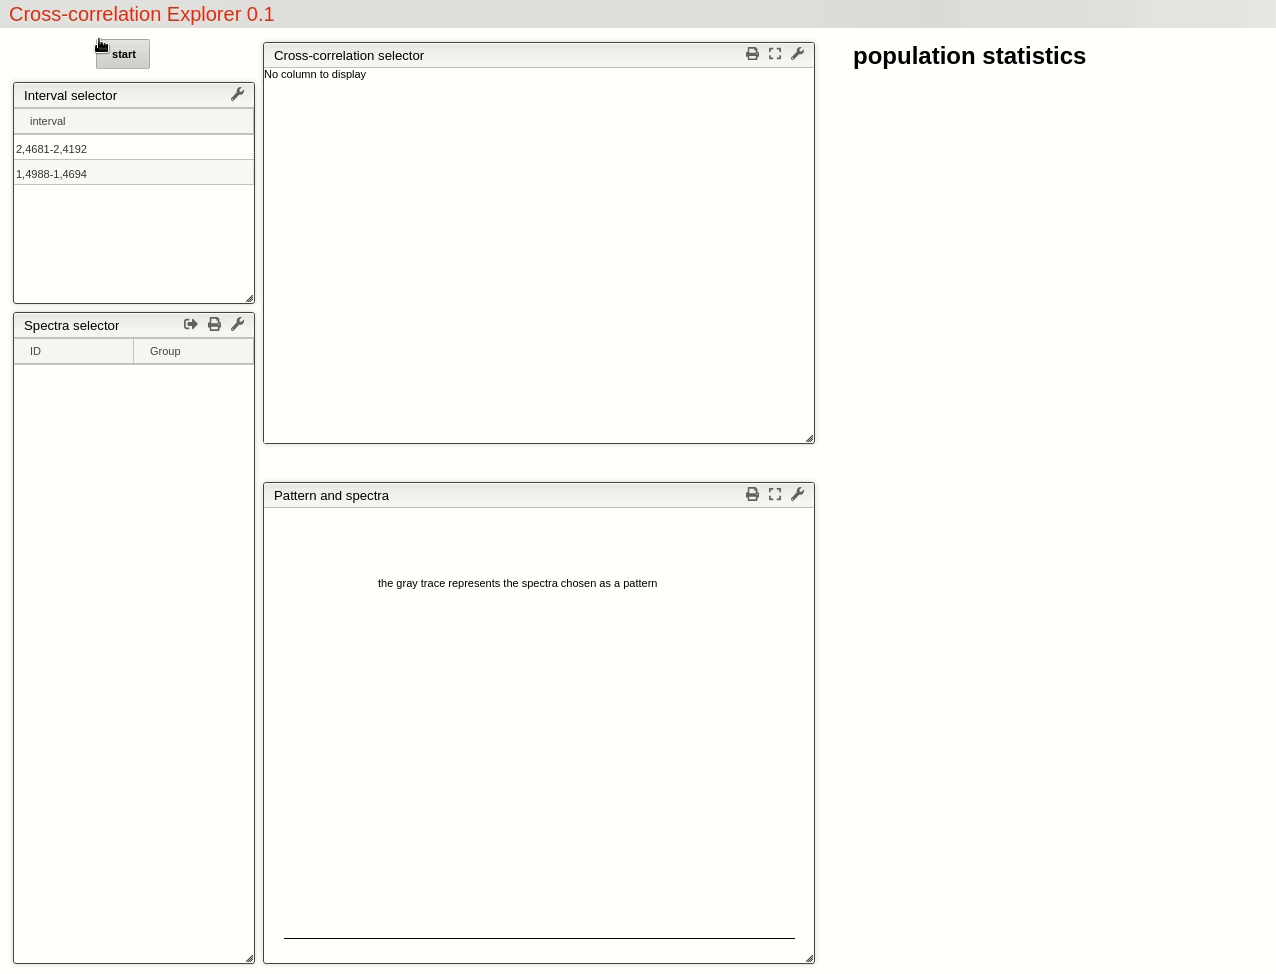 Cross-correlation Explorer 0.1
start
Interval selector
interval
2,4681-2,4192
1,4988-1,4694
Spectra selector
ID Group
Cross-correlation selector
No column to display
Pattern and spectra
the gray trace represents the spectra chosen as a pattern
population statistics